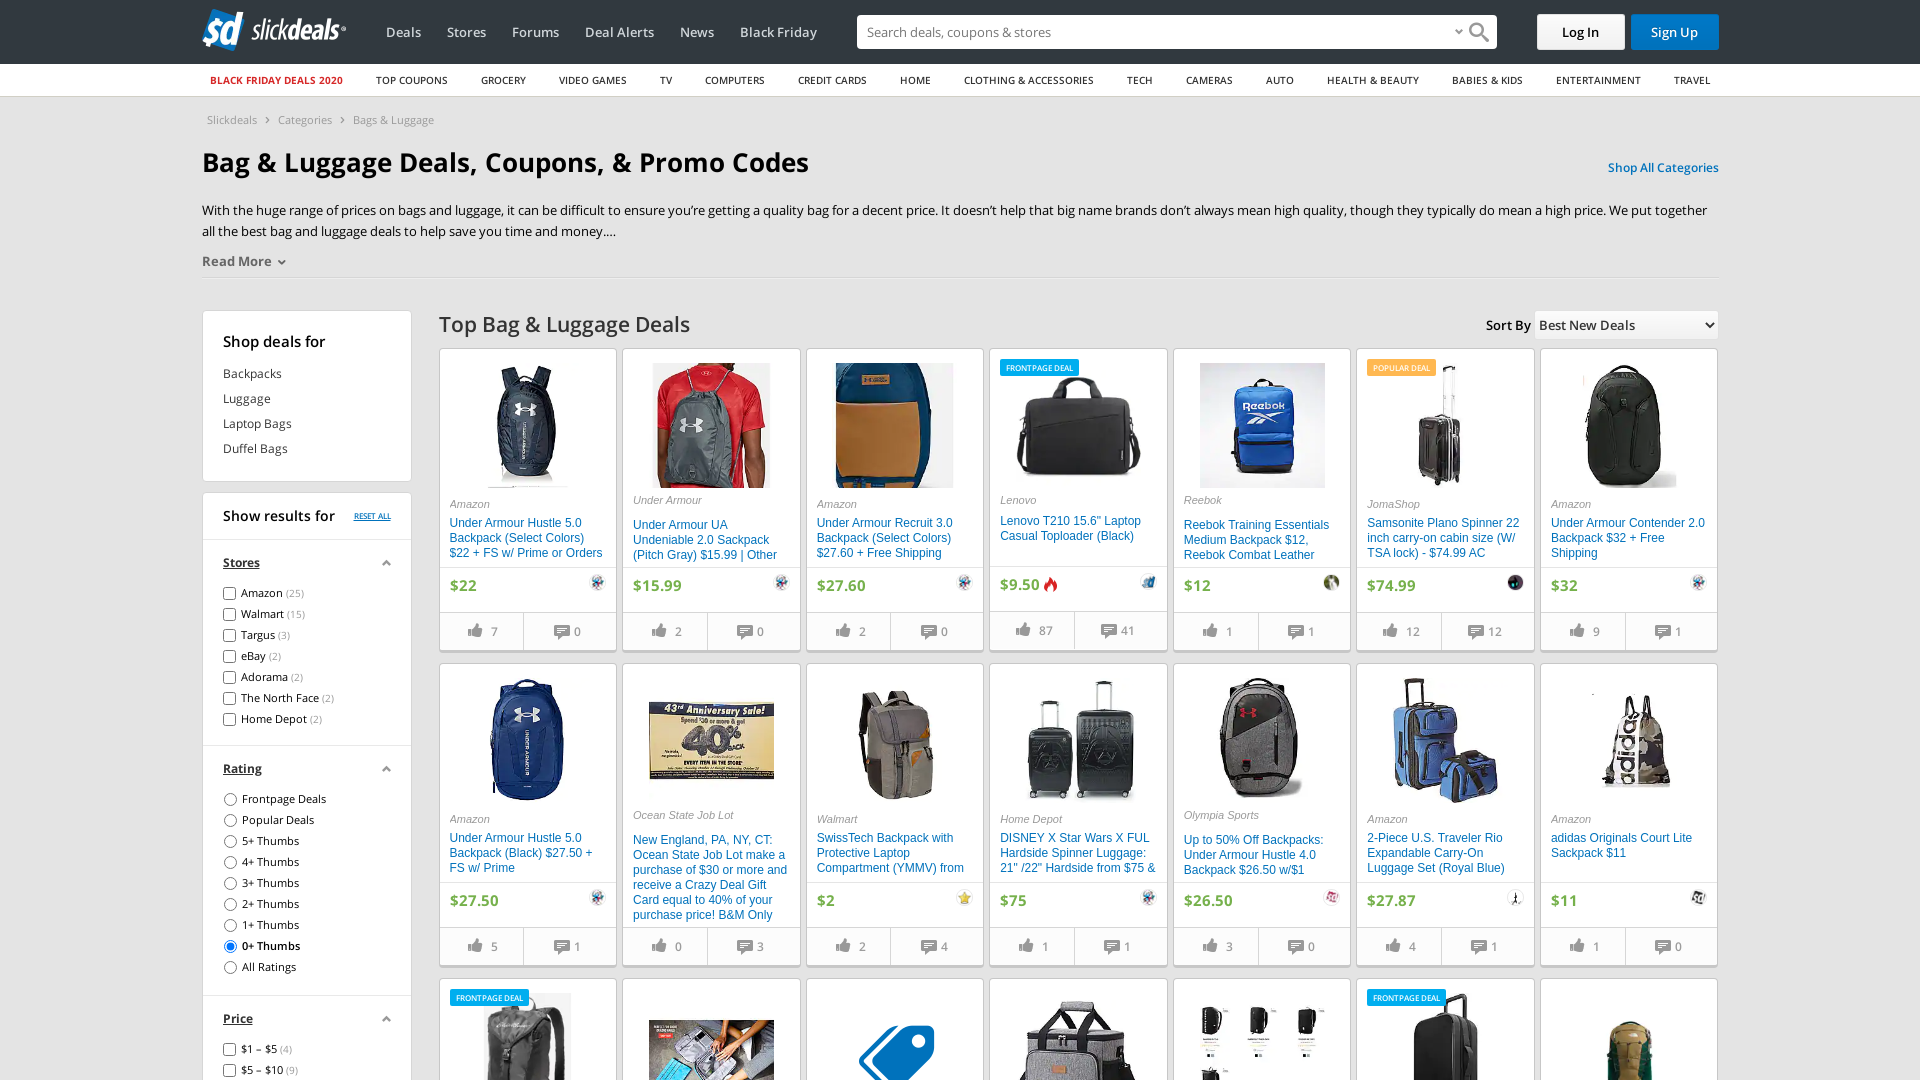 slickdeals
Deals
Stores
Forums
Deal Alerts
News
Black Friday
Search deals, coupons & stores
Log In
Sign Up
BLACK FRIDAY DEALS 2020
TOP COUPONS
GROCERY
VIDEO GAMES
TV
COMPUTERS
CREDIT CARDS
HOME
CLOTHING & ACCESSORIES
TECH
CAMERAS
AUTO
HEALTH & BEAUTY
BABIES & KIDS
ENTERTAINMENT
TRAVEL
Slickdeals > Categories > Bags & Luggage
Bag & Luggage Deals, Coupons, & Promo Codes
Shop All Categories
With the huge range of prices on bags and luggage, it can be difficult to ensure you’re getting a quality bag for a decent price. It doesn’t help that big name brands don’t always mean high quality, though they typically do mean a high price. We put together
all the best bag and luggage deals to help save you time and money.…
Read More
Shop deals for
Backpacks
Luggage
Laptop Bags
Duffel Bags
Show results for
RESET ALL
Stores
Amazon (25)
Walmart (15)
Targus (3)
eBay (2)
Adorama (2)
The North Face (2)
Home Depot (2)
Rating
Frontpage Deals
Popular Deals
5+ Thumbs
4+ Thumbs
3+ Thumbs
2+ Thumbs
1+ Thumbs
0+ Thumbs
All Ratings
Price
$1 – $5 (4)
$5 – $10 (9)
Top Bag & Luggage Deals
Sort By
Best New Deals
Amazon
Under Armour Hustle 5.0
Backpack (Select Colors)
$22 + FS w/ Prime or Orders
$22
7
0
Under Armour
Under Armour UA
Undeniable 2.0 Sackpack
(Pitch Gray) $15.99 | Other
$15.99
2
0
Amazon
Under Armour Recruit 3.0
Backpack (Select Colors)
$27.60 + Free Shipping
$27.60
2
0
FRONTPAGE DEAL
Lenovo
Lenovo T210 15.6" Laptop
Casual Toploader (Black)
$9.50
87
41
Reebok
Reebok
Reebok Training Essentials
Medium Backpack $12,
Reebok Combat Leather
$12
1
1
POPULAR DEAL
JomaShop
Samsonite Plano Spinner 22
inch carry-on cabin size (W/
TSA lock) - $74.99 AC
$74.99
12
12
Amazon
Under Armour Contender 2.0
Backpack $32 + Free
Shipping
$32
9
1
UNDER ARMOUR
Amazon
Under Armour Hustle 5.0
Backpack (Black) $27.50 +
FS w/ Prime
$27.50
5
1
43rd Anniversary Sale!
Spend $30 or more & get
40%
BACK
EVERY ITEM IN THE STORE
Ocean State Job Lot
New England, PA, NY, CT:
Ocean State Job Lot make a
purchase of $30 or more and
receive a Crazy Deal Gift
Card equal to 40% of your
purchase price! B&M Only
0
3
Walmart
SwissTech Backpack with
Protective Laptop
Compartment (YMMV) from
$2
2
4
Home Depot
DISNEY X Star Wars X FUL
Hardside Spinner Luggage:
21" /22" Hardside from $75 &
$75
1
1
Olympia Sports
Up to 50% Off Backpacks:
Under Armour Hustle 4.0
Backpack $26.50 w/$1
$26.50
3
0
Amazon
2-Piece U.S. Traveler Rio
Expandable Carry-On
Luggage Set (Royal Blue)
$27.87
4
1
adidas
Amazon
adidas Originals Court Lite
Sackpack $11
$11
1
0
FRONTPAGE DEAL
FRONTPAGE DEAL